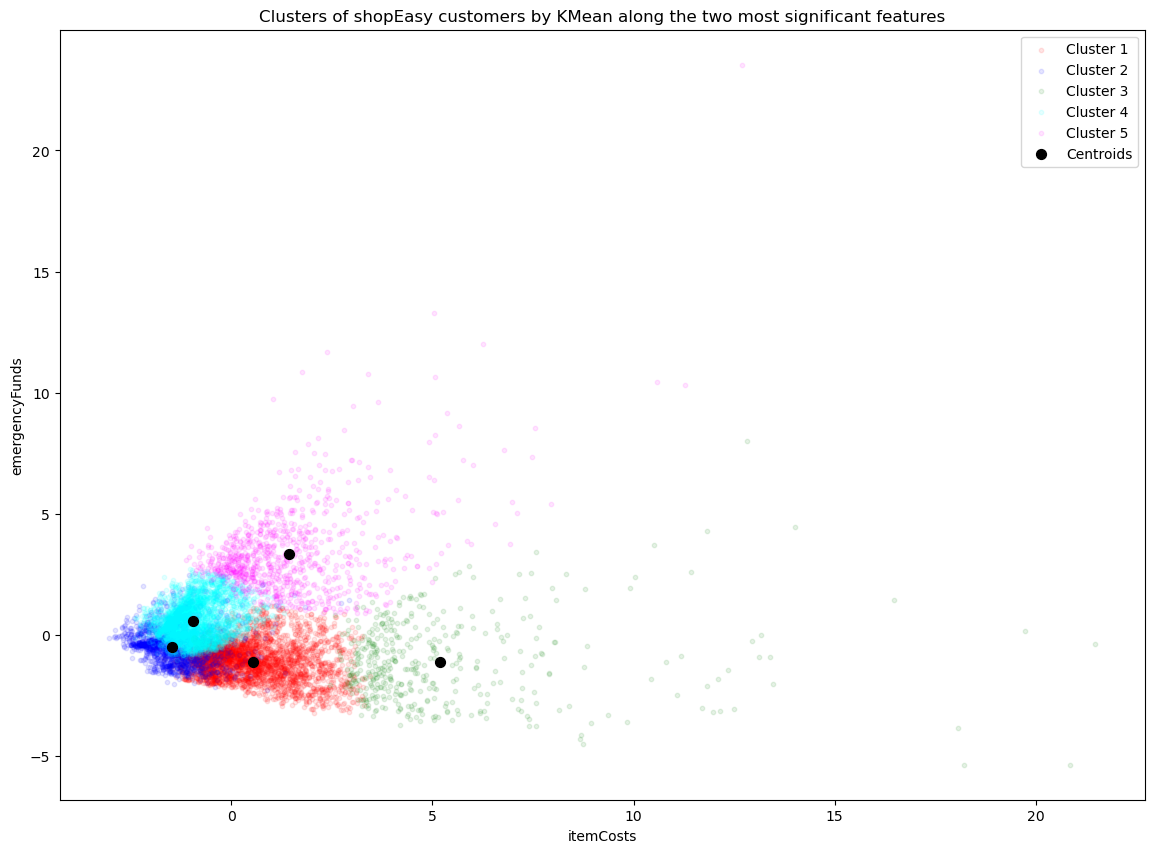 Clusters of shopEasy customers by KMean along the two most significant features
Cluster 1
Cluster 2
Cluster 3
Cluster 4
Cluster 5
Centroids
emergencyFunds
20
15
10
5
0
−5
0
5
10
15
20
itemCosts